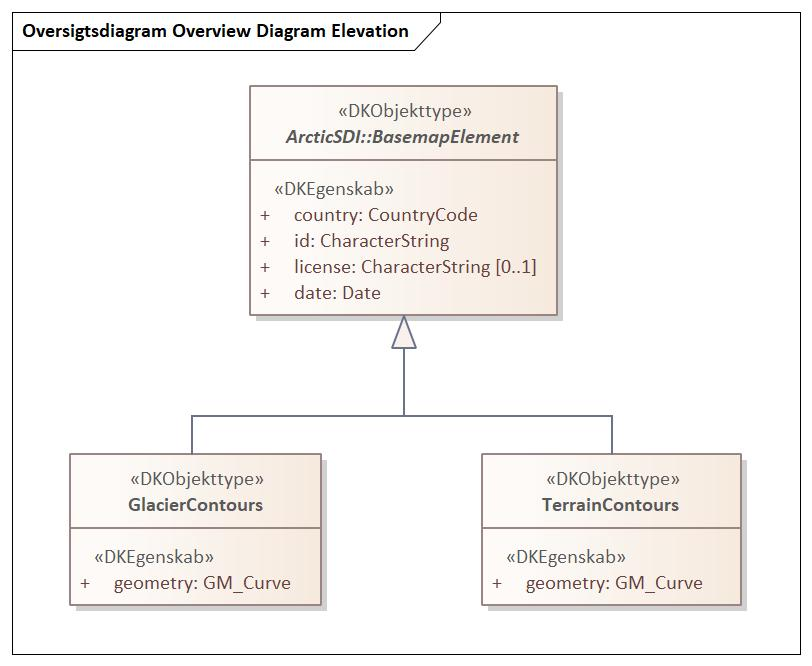 Oversigtsdiagram Overview Diagram Elevation
«DKObjekttype»
ArcticSDI::BasemapElement
«DKEgenskab»
+ country: CountryCode
+ id: CharacterString
+ license: CharacterString [0..1]
+ date: Date
«DKObjekttype»
GlacierContours
«DKEgenskab»
+ geometry: GM_Curve
«DKObjekttype»
TerrainContours
«DKEgenskab»
+ geometry: GM_Curve